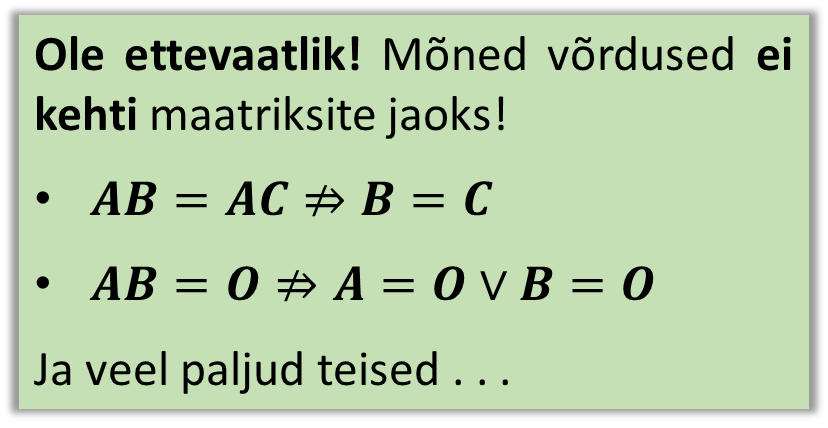 Ole ettevaatlik! Mõned võrdused ei
kehti maatriksite jaoks!
• AB = AC ⇏ B = C
• AB = O ⇏ A = O ∨ B = O
Ja veel paljud teised . . .